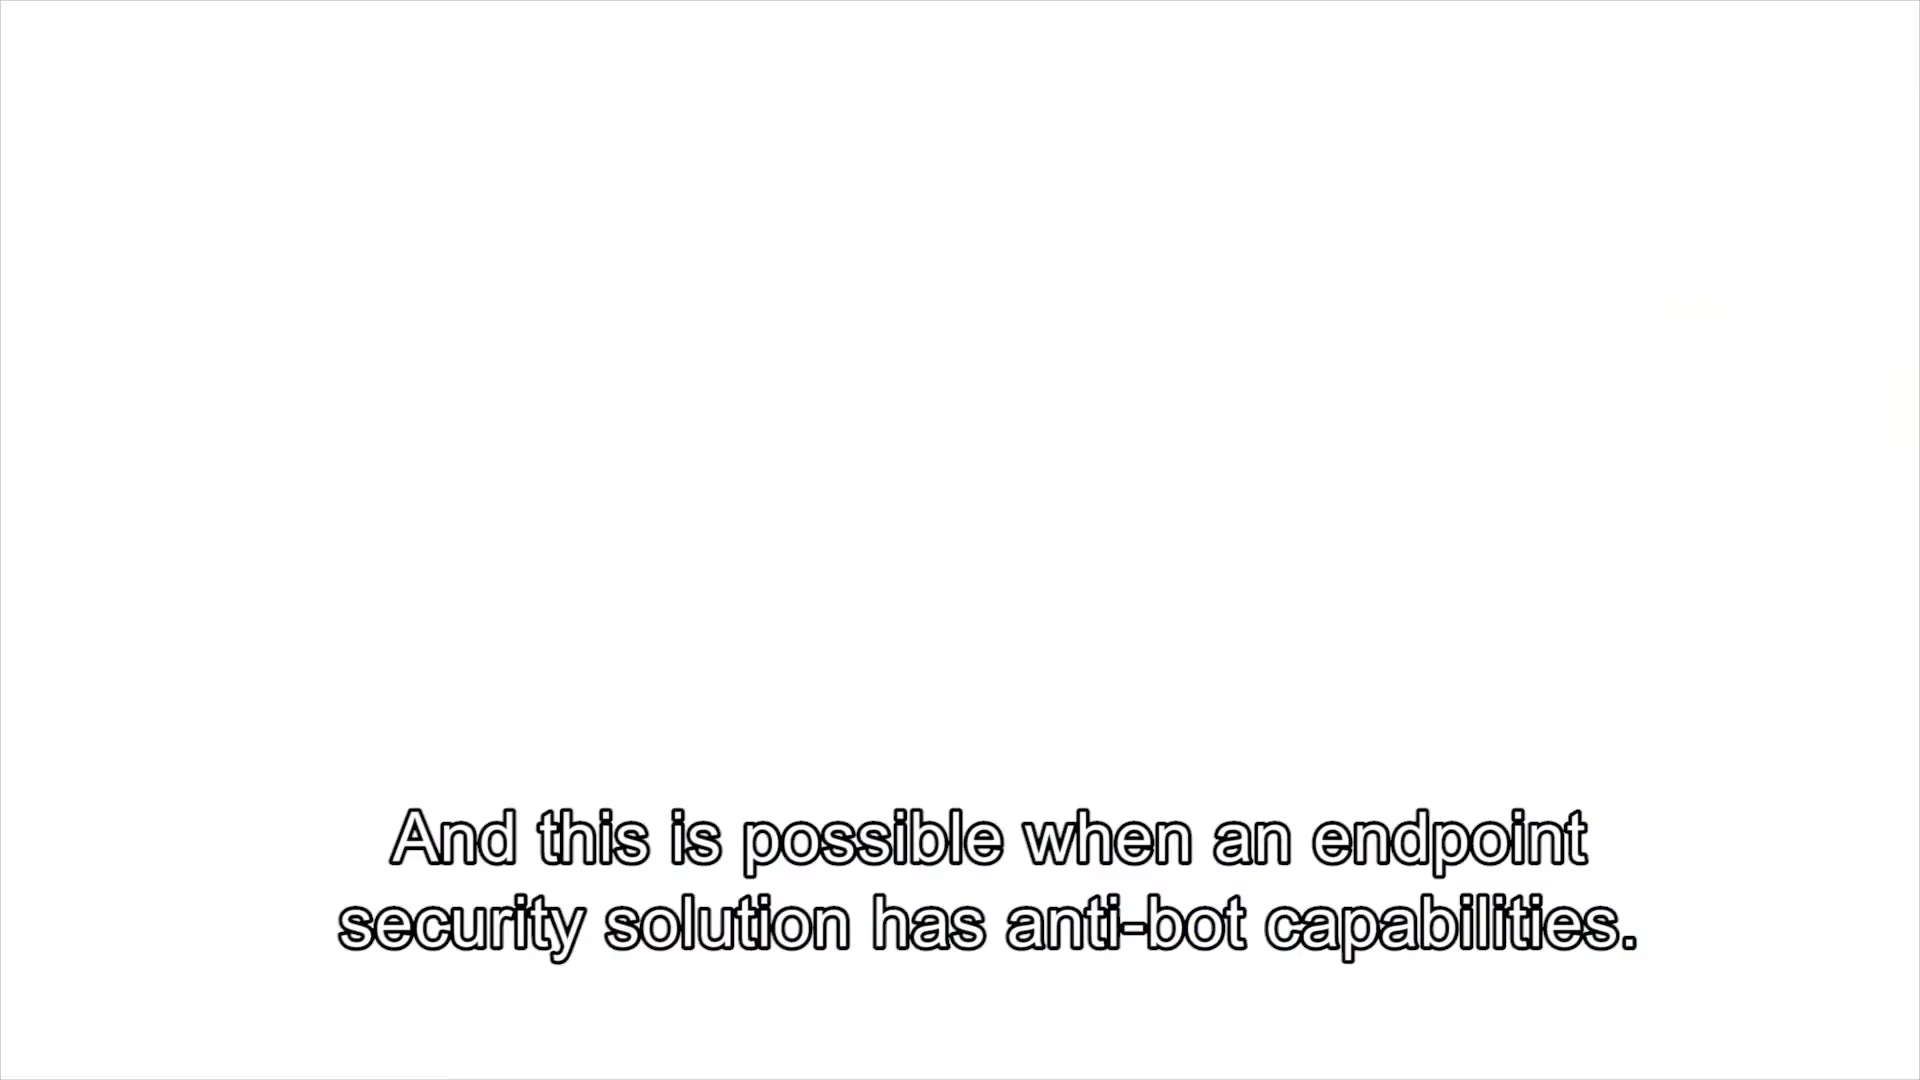 And this is possible when an endpoint
security solution has anti-bot capabilities.